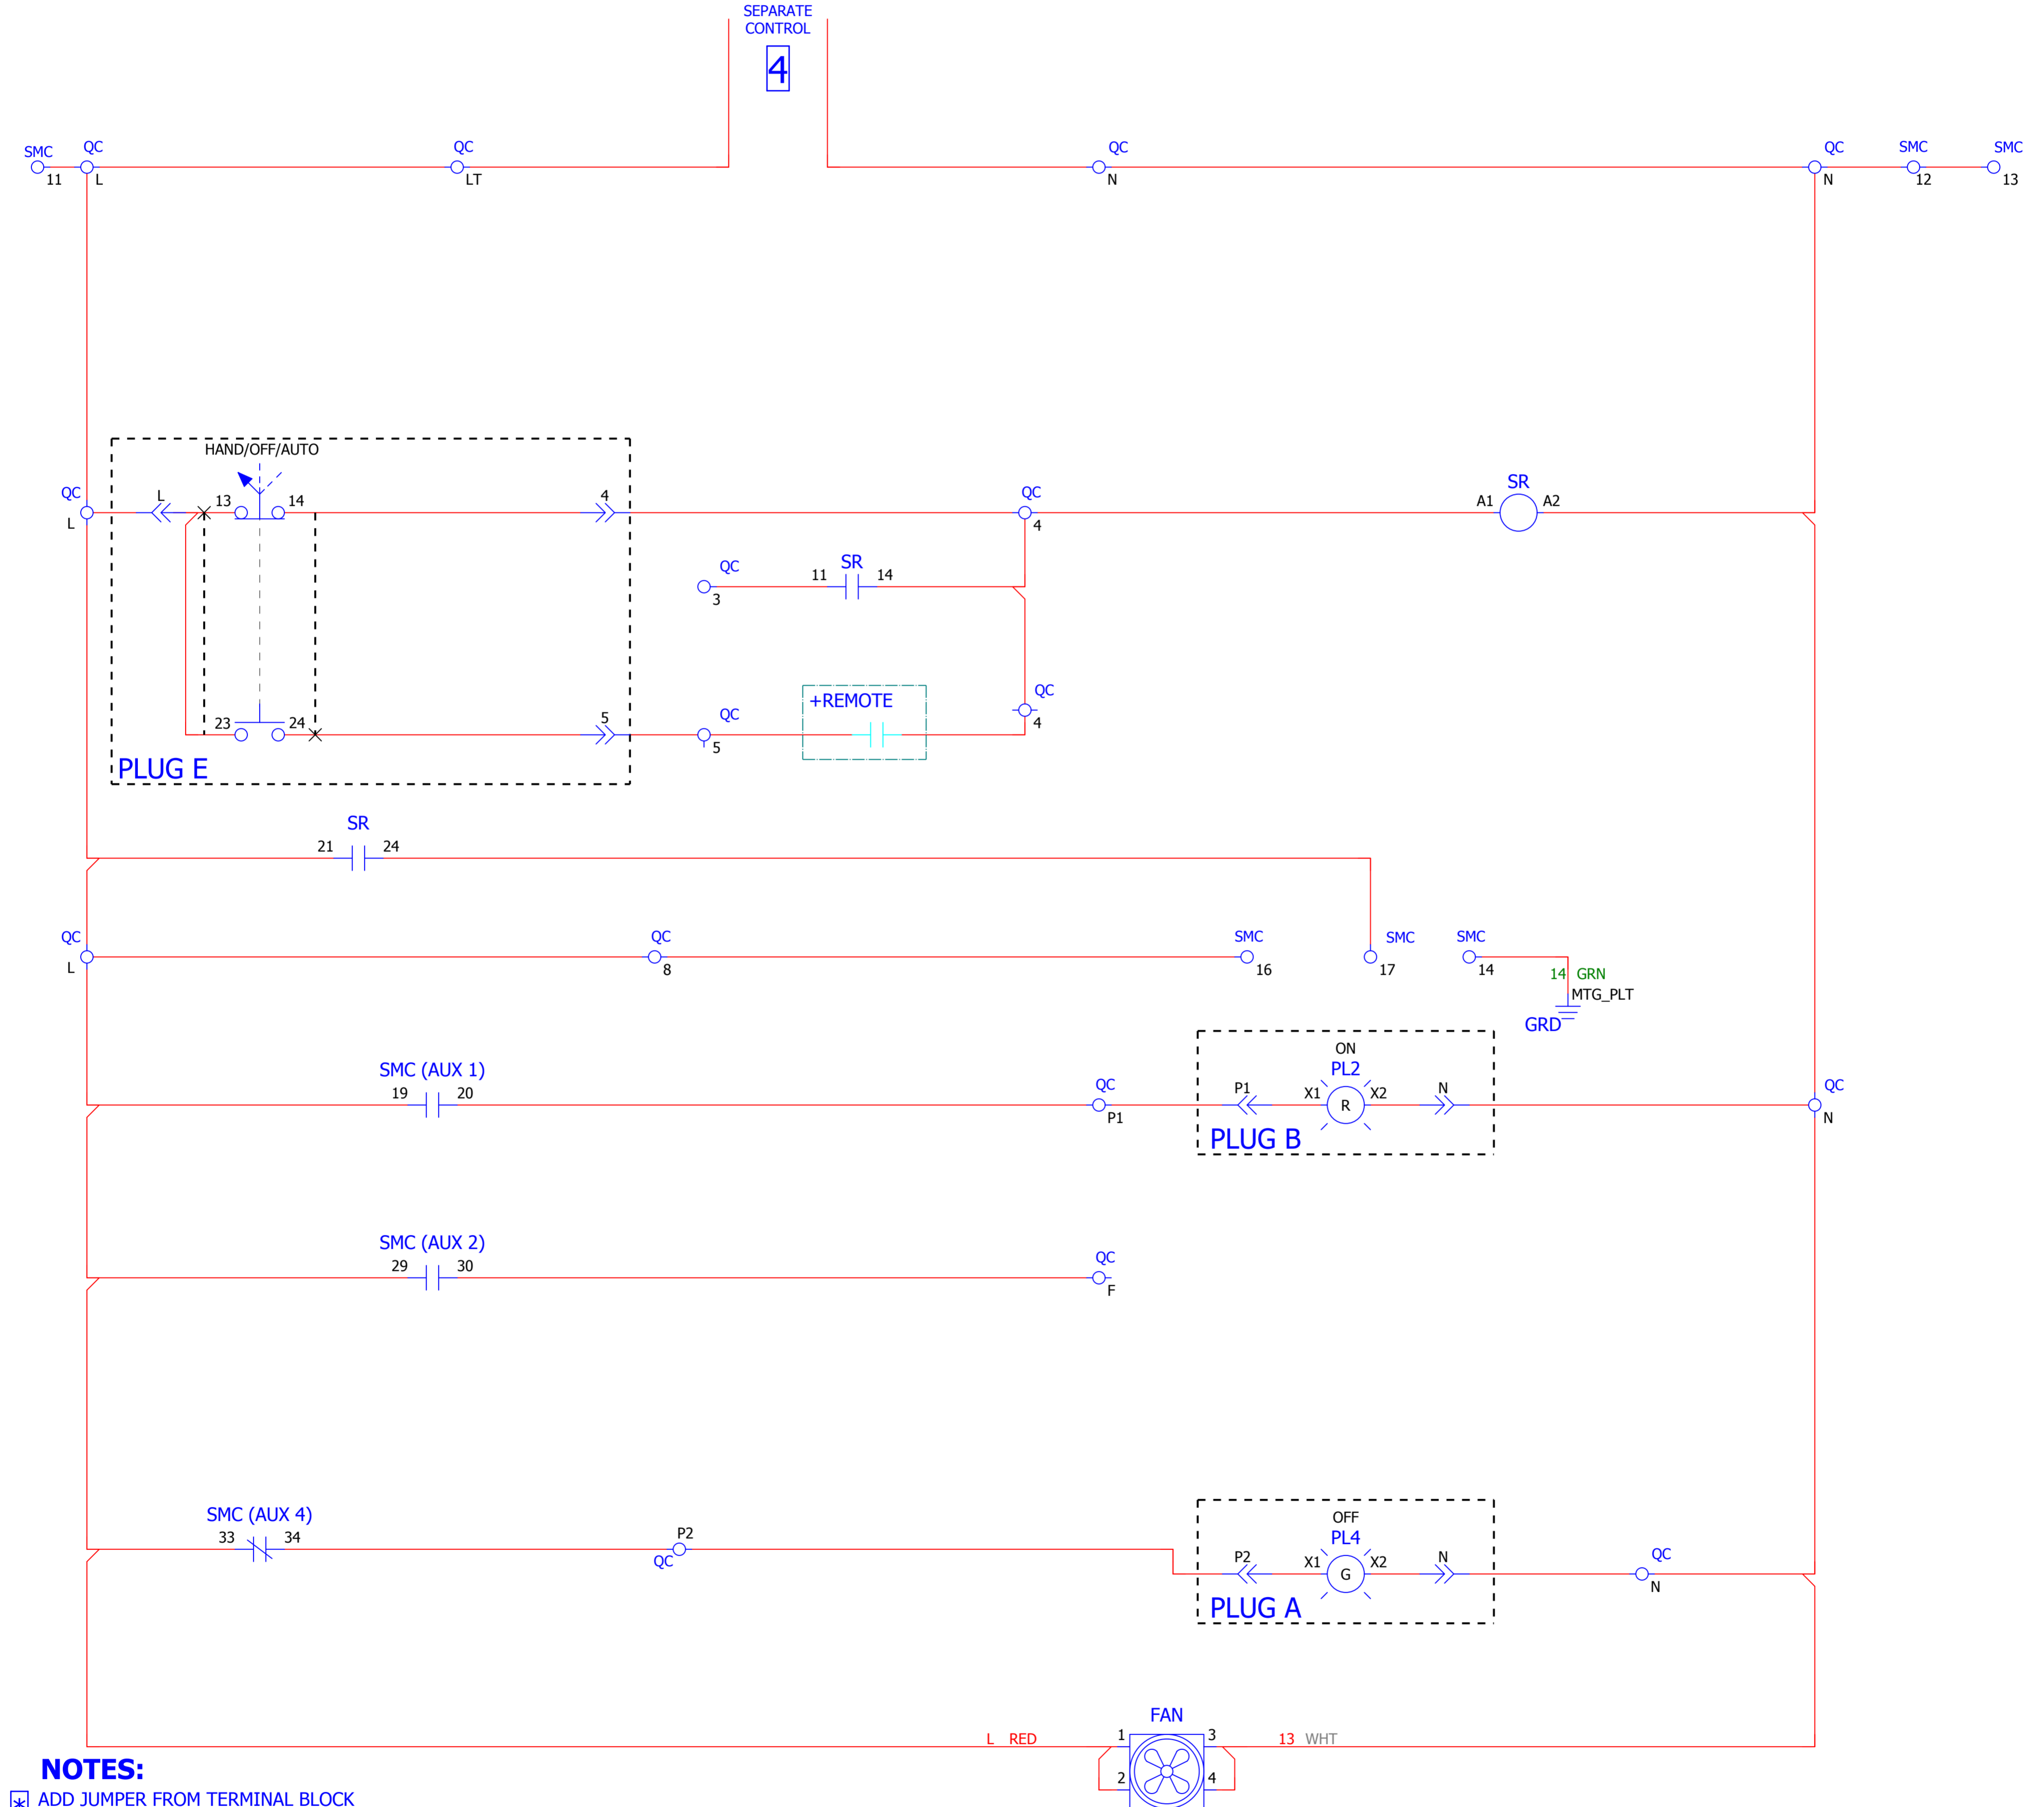 SEPARATE
CONTROL
4
SMC
QC
QC
QC
QC
SMC
SMC
11
L
LT
N
N
12
13
HAND/OFF/AUTO
QC
L
13
14
4
QC
SR
A1
A2
L
4
QC
SR
11
14
3
+REMOTE
QC
4
23
24
5
QC
5
PLUG E
SR
21
24
QC
QC
SMC
SMC
SMC
L
8
16
17
14
14 GRN
MTG_PLT
GRD
ON
SMC (AUX 1)
PL2
19
20
QC
P1
X1
R
X2
N
QC
P1
N
PLUG B
SMC (AUX 2)
29
30
QC
F
SMC (AUX 4)
OFF
33
34
P2
QC
PL4
P2
X1
G
X2
N
QC
N
PLUG A
FAN
L RED
1
3
13 WHT
2
4
NOTES:
* ADD JUMPER FROM TERMINAL BLOCK